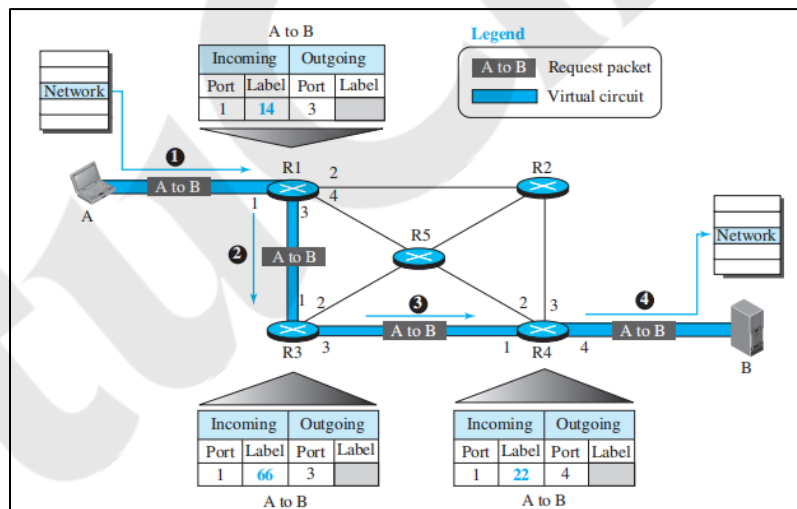 A to B
Incoming Outgoing
Port Label Port Label
1 14 3
Legend
A to B Request packet
Virtual circuit
Network
1
A to B
A
1
R1
2
4
3
R2
2
A to B
R5
Network
1
2
R3
3
3
A to B
2
3
1
R4
4
4
A to B
B
Incoming Outgoing
Port Label Port Label
1 66 3
A to B
Incoming Outgoing
Port Label Port Label
1 22 4
A to B